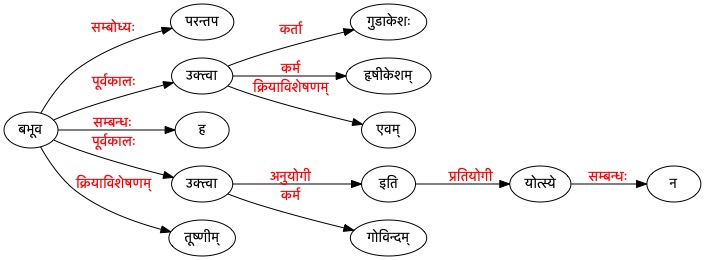 सम्बोध्यः
परन्तप
पूर्वकालः
उक्त्वा
कर्ता
गुडाकेशः
कर्म
हृषीकेशम्
क्रियाविशेषणम्
एवम्
बभूव
सम्बन्धः
ह
पूर्वकालः
उक्त्वा
अनुयोगी
इति
प्रतियोगी
योत्स्ये
सम्बन्धः
न
कर्म
गोविन्दम्
क्रियाविशेषणम्
तूष्णीम्